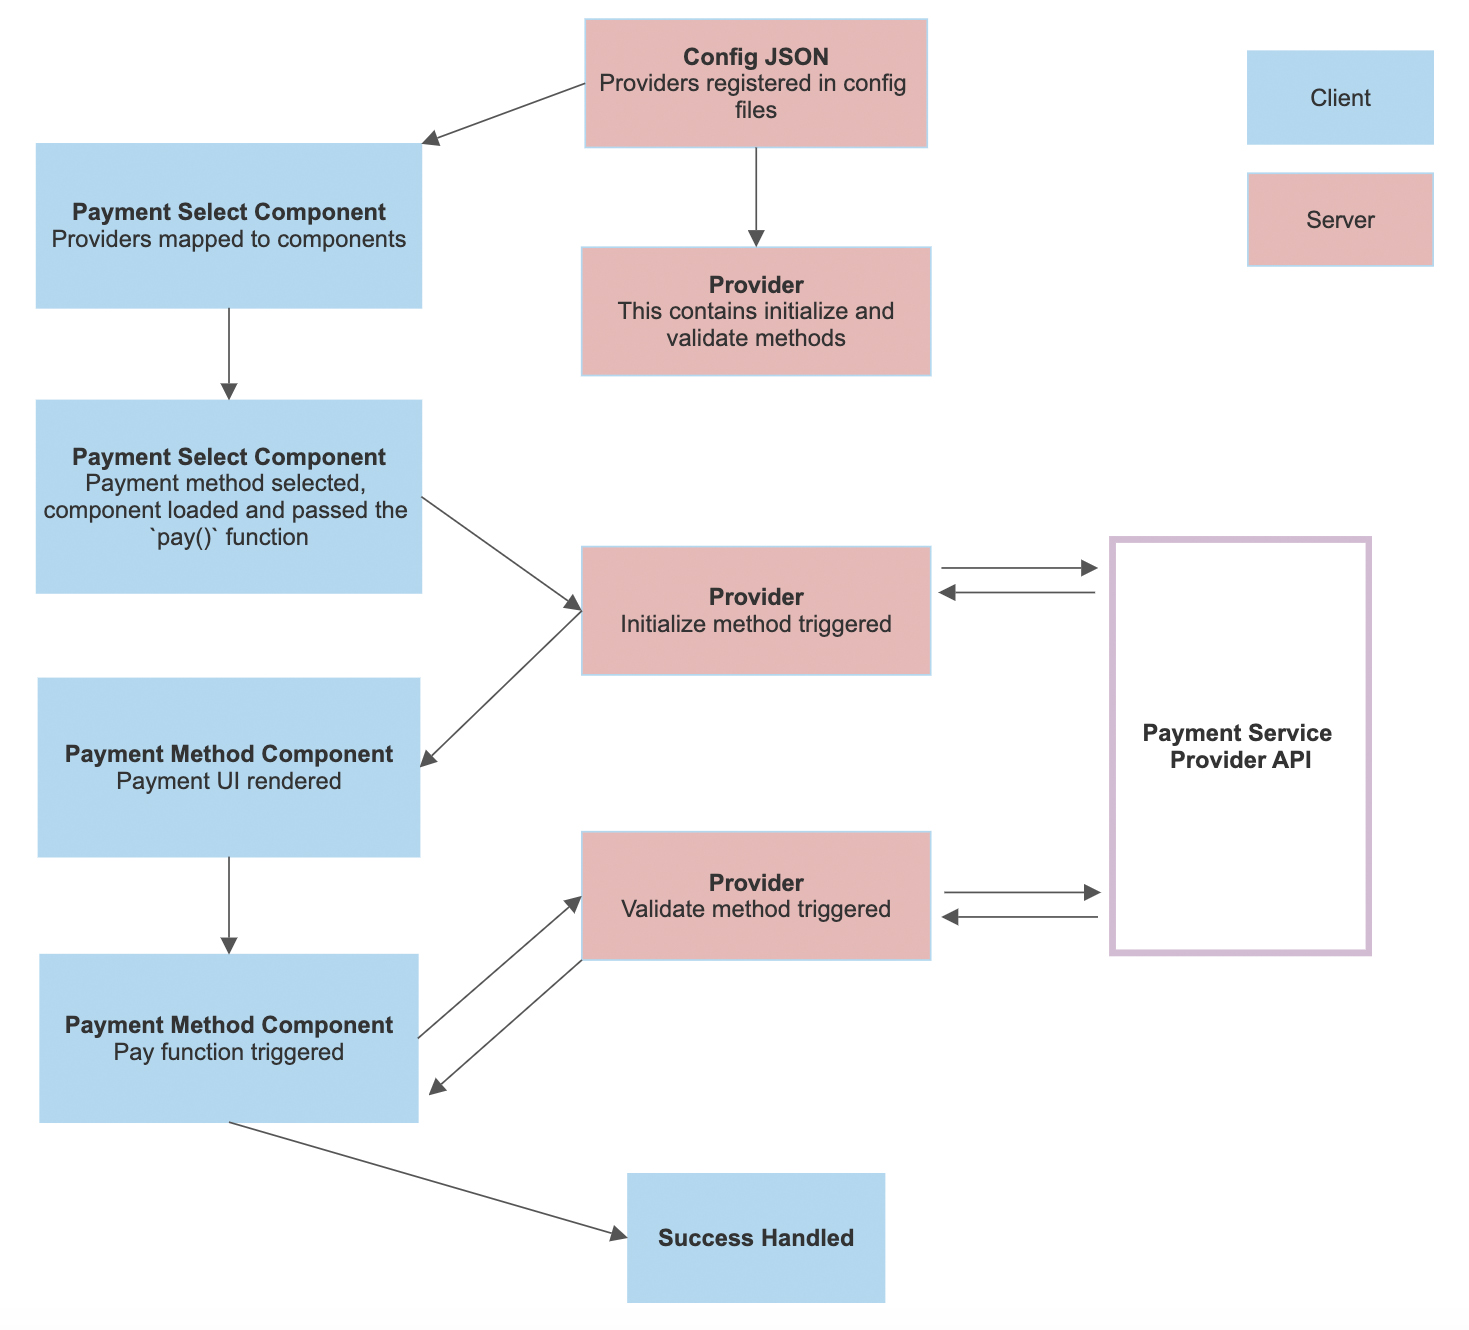 Config JSON
Providers registered in config
files
Client
Payment Select Component
Providers mapped to components
Server
Provider
This contains initialize and
validate methods
Payment Select Component
Payment method selected,
component loaded and passed the
`pay()` function
Provider
Initialize method triggered
Payment Service
Provider API
Payment Method Component
Payment UI rendered
Provider
Validate method triggered
Payment Method Component
Pay function triggered
Success Handled